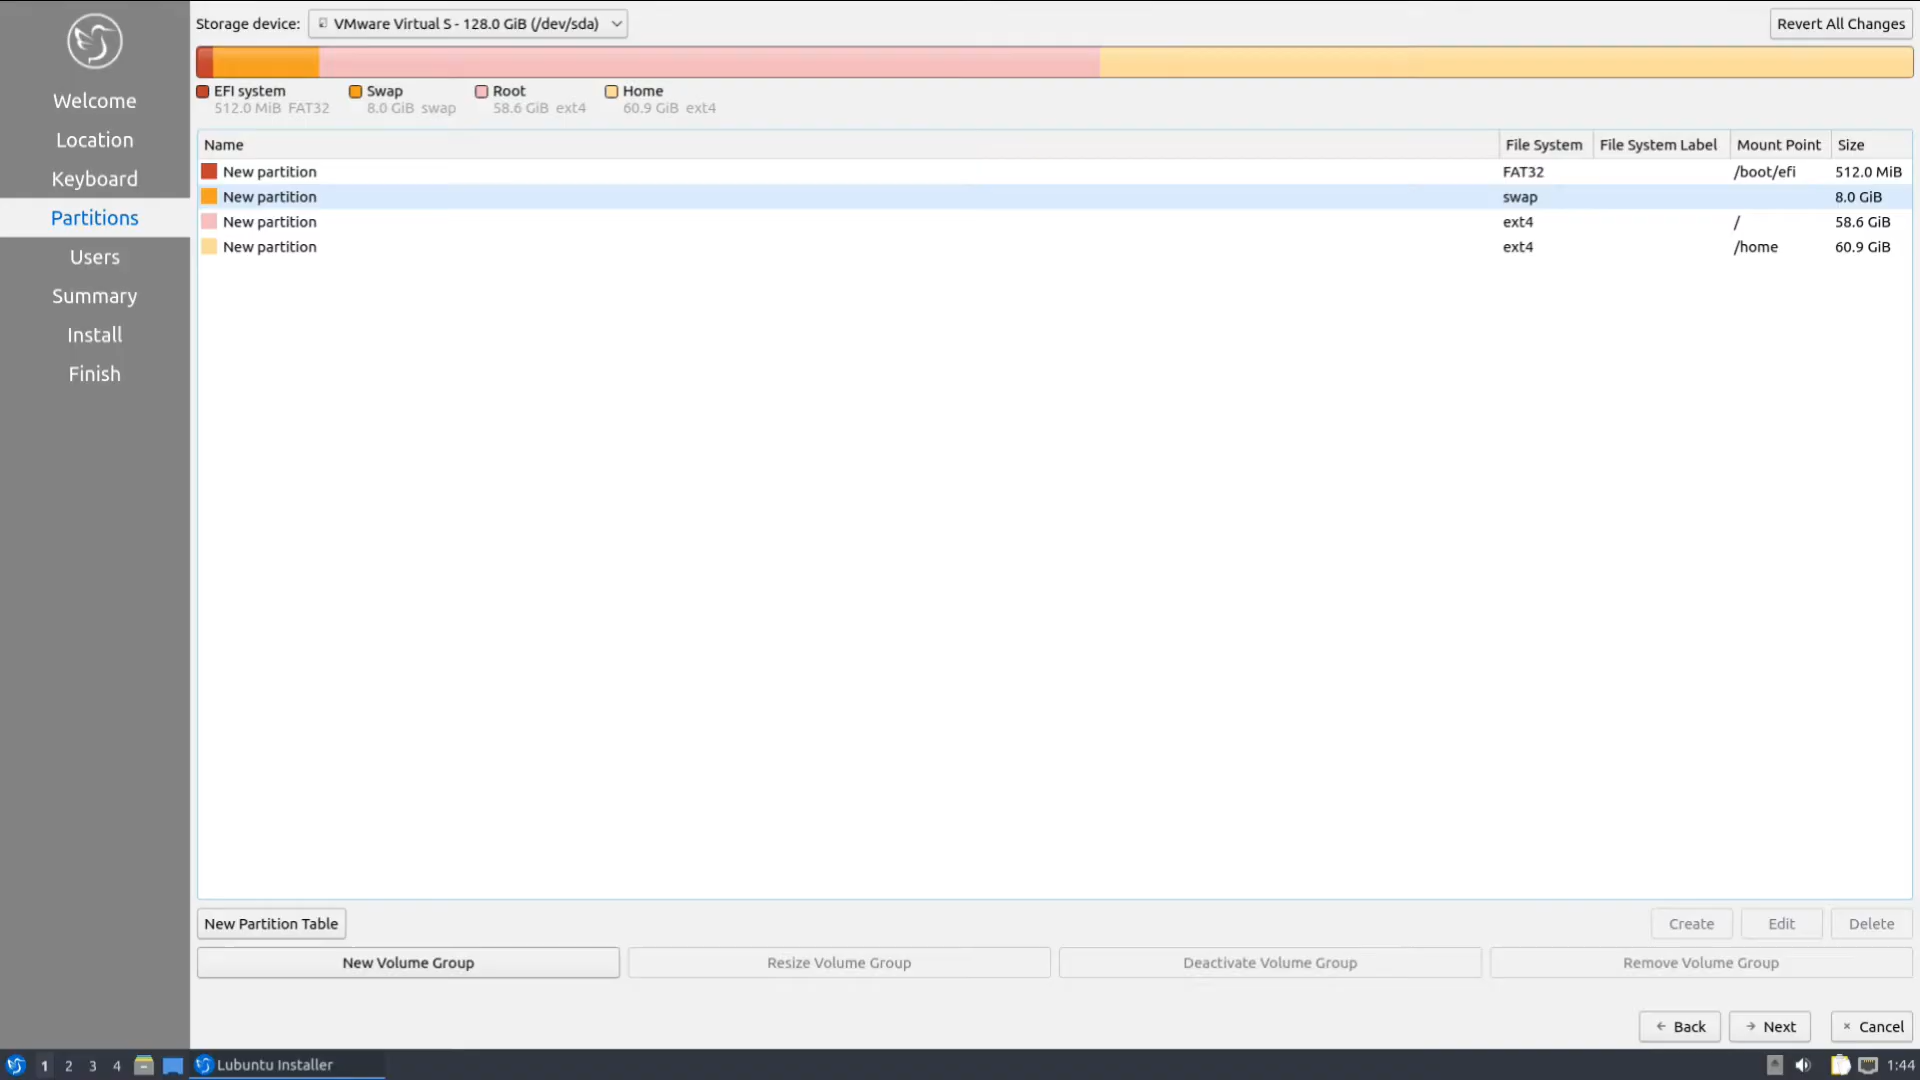 Storage device: VMware Virtual S - 128.0 GiB (/dev/sda) Revert All Changes
Welcome
Location
Keyboard
Partitions
Users
Summary
Install
Finish
EFI system Swap Root Home
512.0 MiB FAT32 8.0 GiB swap 58.6 GiB ext4 60.9 GiB ext4
Name File System File System Label Mount Point Size
New partition FAT32 /boot/efi 512.0 MiB
New partition swap 8.0 GiB
New partition ext4 / 58.6 GiB
New partition ext4 /home 60.9 GiB
New Partition Table Create Edit Delete
New Volume Group Resize Volume Group Deactivate Volume Group Remove Volume Group
Back Next Cancel
1 2 3 4 Lubuntu Installer 1:44